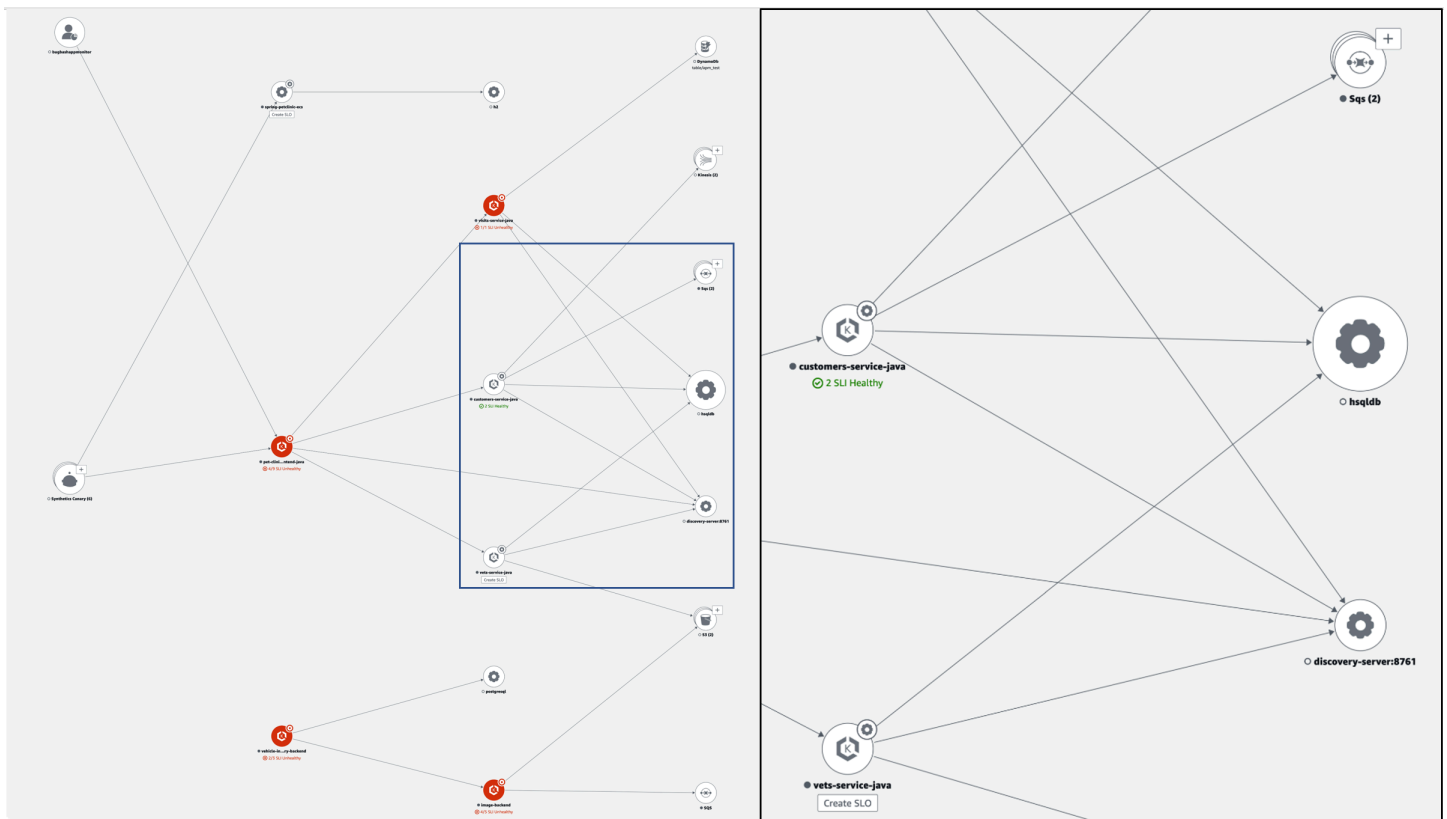 bugbashappmonitor
DynamoDb
table/apm_test
spring-petclinic-ecs
Create SLO
h2
Kinesis (2)
visits-service-java
1/1 SLI Unhealthy
Sqs (2)
customers-service-java
2 SLI Healthy
hsqldb
pet-clini...ntend-java
SLI Unhealthy
Synthetics Canary (6)
discovery-server:8761
vets-service-java
Create SLO
S3 (2)
postgresql
vehicle-in...ry-backend
2/3 SLI Unhealthy
image-backend
4/5 SLI Unhealthy
SQS
Sqs (2)
customers-service-java
2 SLI Healthy
hsqldb
discovery-server:8761
vets-service-java
Create SLO